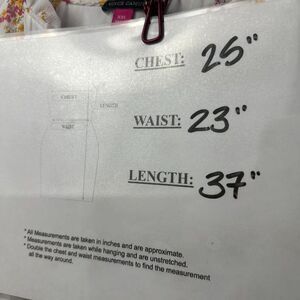 VINCE CAMUTO
CHEST: 25"
CHEST
LENGTH
WAIST
WAIST: 23"
LENGTH: 37"
* All Measurements are taken in inches and are approximate.
* Measurements are taken while hanging and are unstretched.
* Double the chest and waist measurements to find the measurement
all the way around.